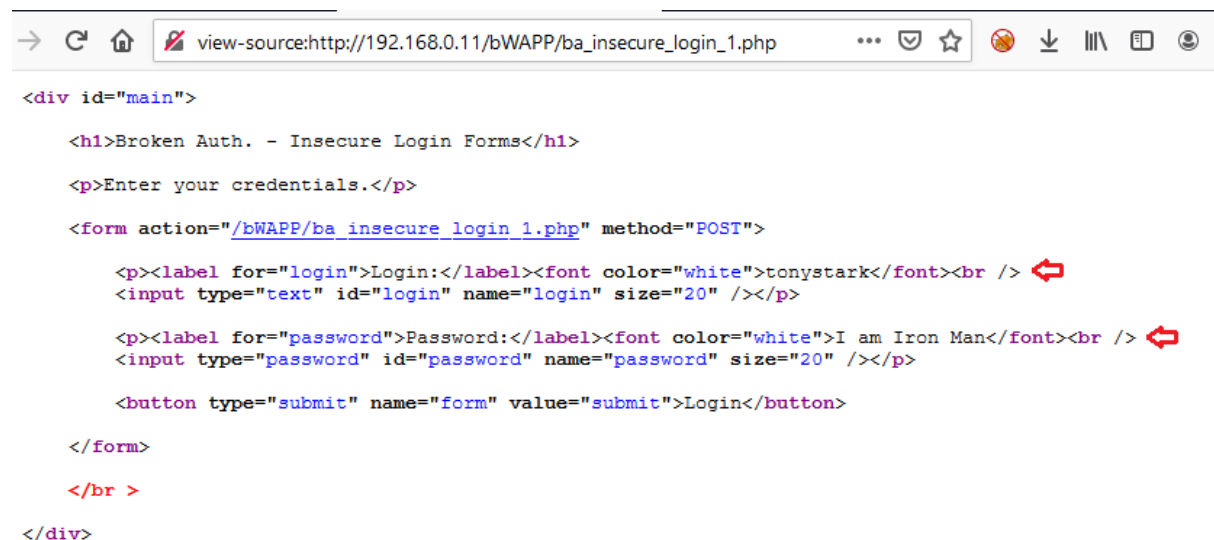 view-source:http://192.168.0.11/bWAPP/ba_insecure_login_1.php
<div id="main">
<h1>Broken Auth. - Insecure Login Forms</h1>
<p>Enter your credentials.</p>
<form action="/bWAPP/ba_insecure_login_1.php" method="POST">
<p><label for="login">Login:</label><font color="white">tonystark</font><br />
<input type="text" id="login" name="login" size="20" /></p>
<p><label for="password">Password:</label><font color="white">I am Iron Man</font><br />
<input type="password" id="password" name="password" size="20" /></p>
<button type="submit" name="form" value="submit">Login</button>
</form>
</br >
</div>